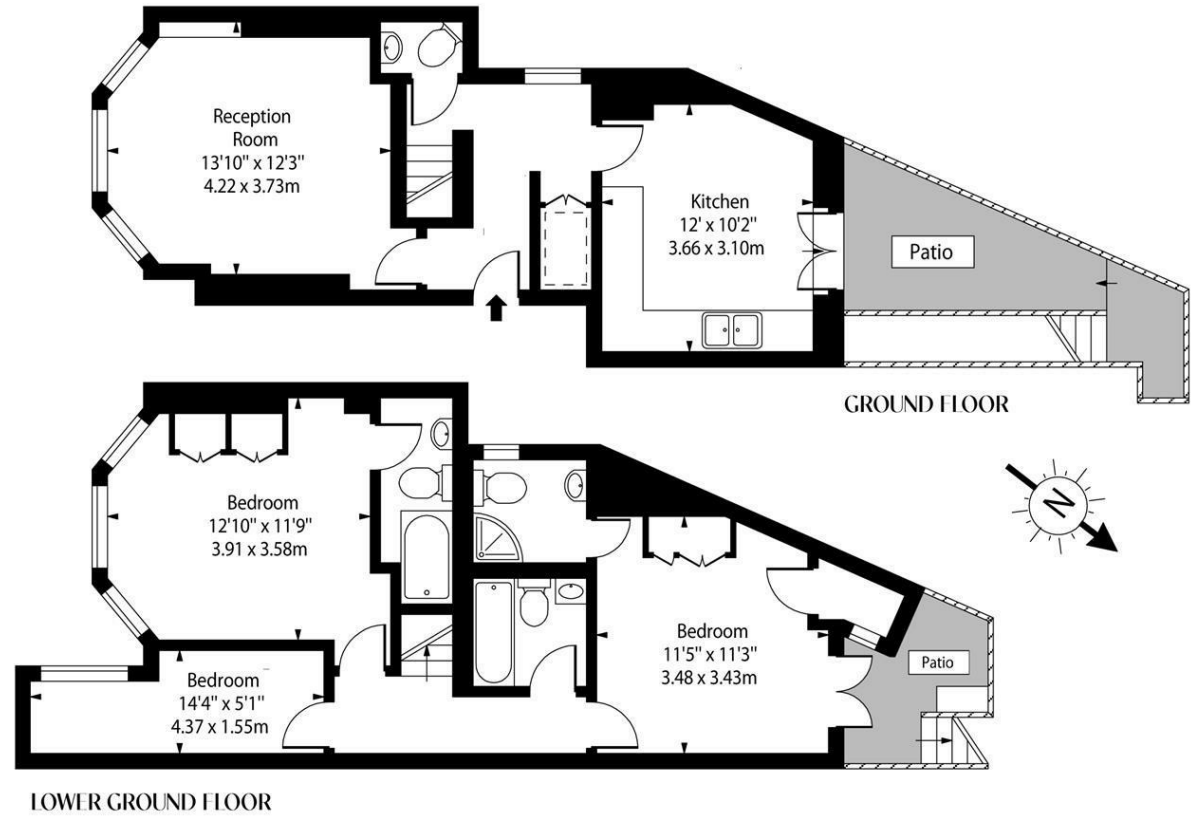 Reception
Room
13'10" x 12'3"
4.22 x 3.73m
Kitchen
12' x 10'2"
3.66 x 3.10m
Patio
GROUND FLOOR
Bedroom
12'10" x 11'9"
3.91 x 3.58m
N
Bedroom
11'5" x 11'3"
3.48 x 3.43m
Patio
Bedroom
14'4" x 5'1"
4.37 x 1.55m
LOWER GROUND FLOOR